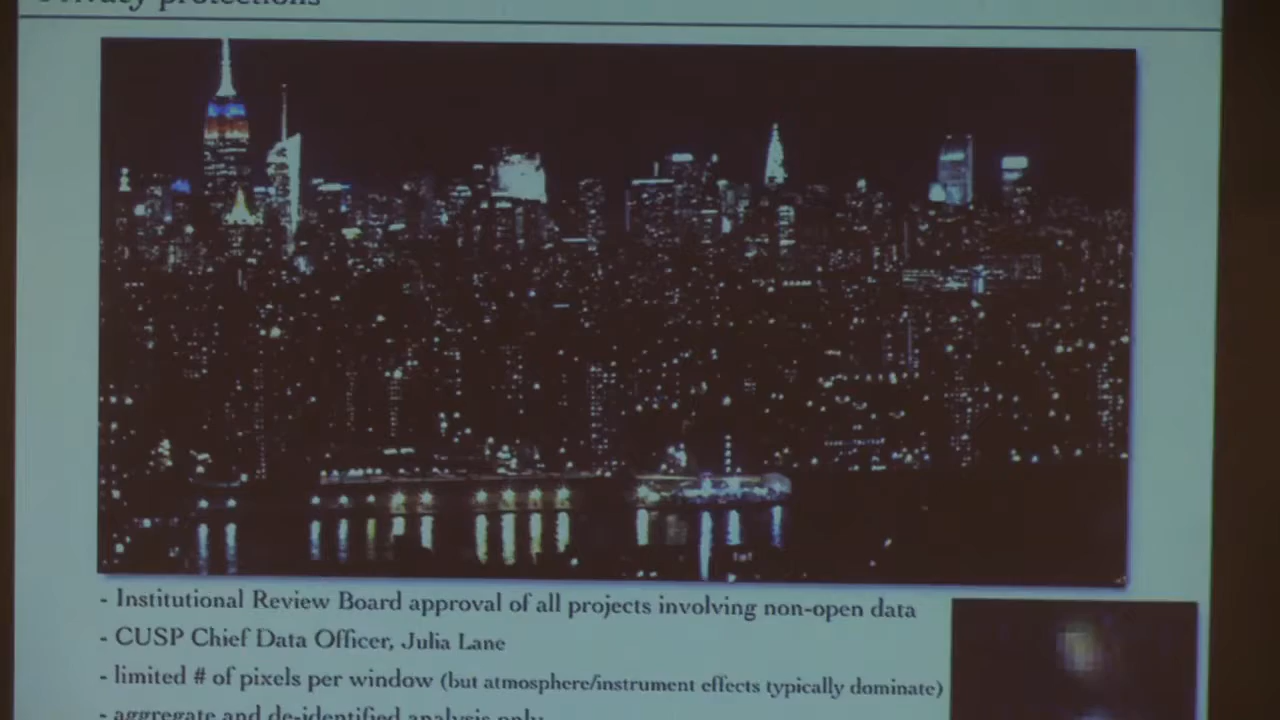 Privacy protections
- Institutional Review Board approval of all projects involving non-open data
- CUSP Chief Data Officer, Julia Lane
- limited # of pixels per window (but atmosphere/instrument effects typically dominate)
- aggregate and de-identified analysis only